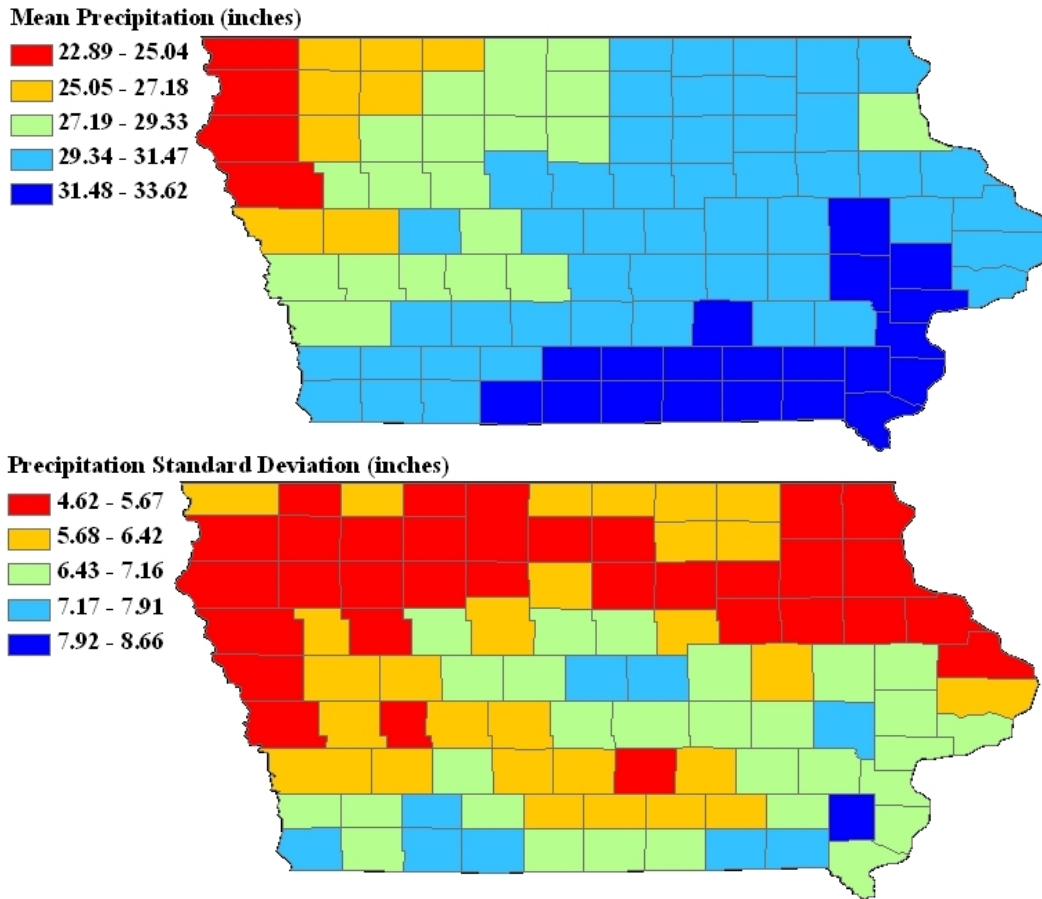 Mean Precipitation (inches)
22.89 - 25.04
25.05 - 27.18
27.19 - 29.33
29.34 - 31.47
31.48 - 33.62
Precipitation Standard Deviation (inches)
4.62 - 5.67
5.68 - 6.42
6.43 - 7.16
7.17 - 7.91
7.92 - 8.66